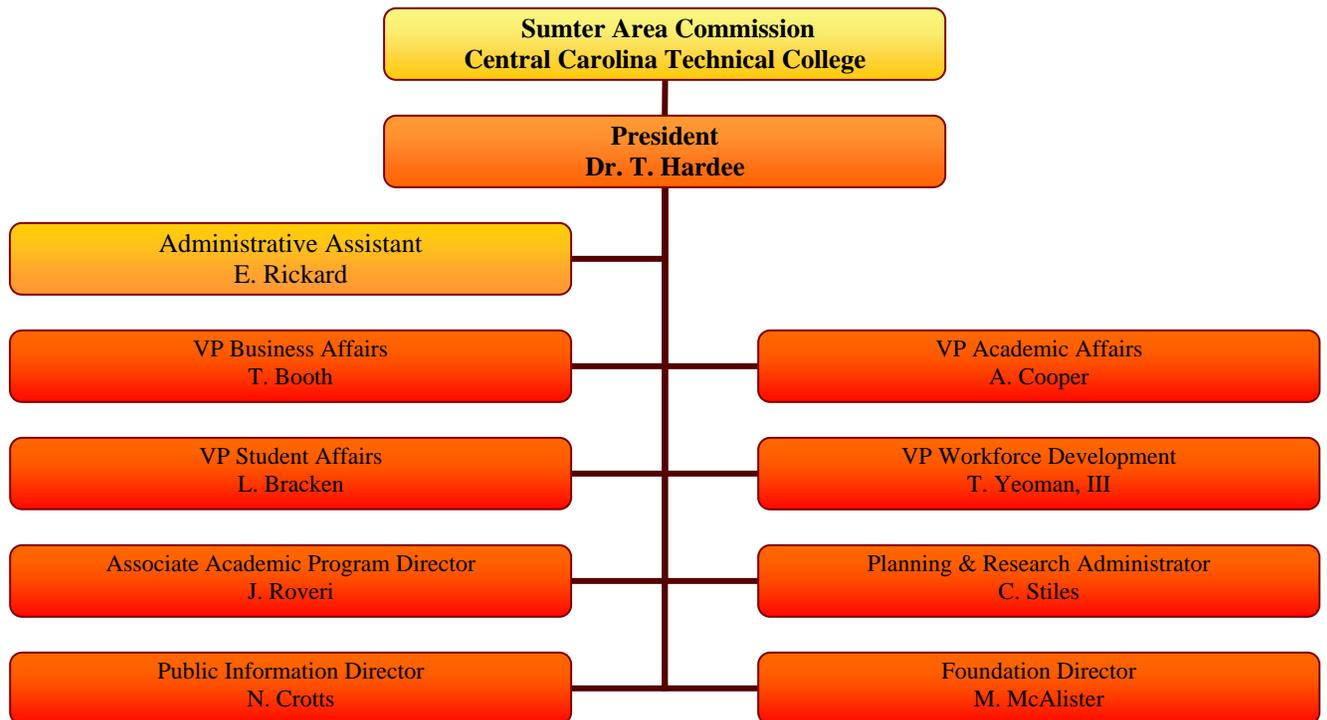 Sumter Area Commission
Central Carolina Technical College
President
Dr. T. Hardee
Administrative Assistant
E. Rickard
VP Business Affairs
T. Booth
VP Academic Affairs
A. Cooper
VP Student Affairs
L. Bracken
VP Workforce Development
T. Yeoman, III
Associate Academic Program Director
J. Roveri
Planning & Research Administrator
C. Stiles
Public Information Director
N. Crotts
Foundation Director
M. McAlister